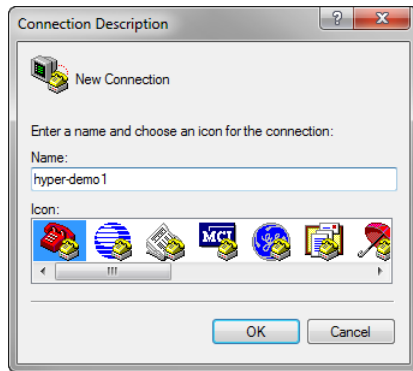 Connection Description
New Connection
Enter a name and choose an icon for the connection:
Name:
hyper-demo1
Icon:
MCI
OK Cancel